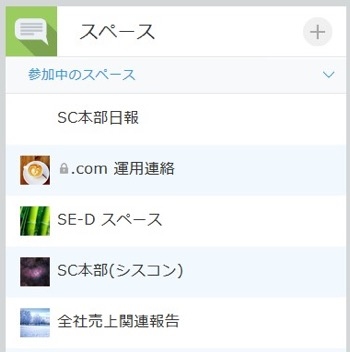 スペース
参加中のスペース
SC本部日報
.com 運用連絡
SE-D スペース
SC本部(シスコン)
全社売上関連報告